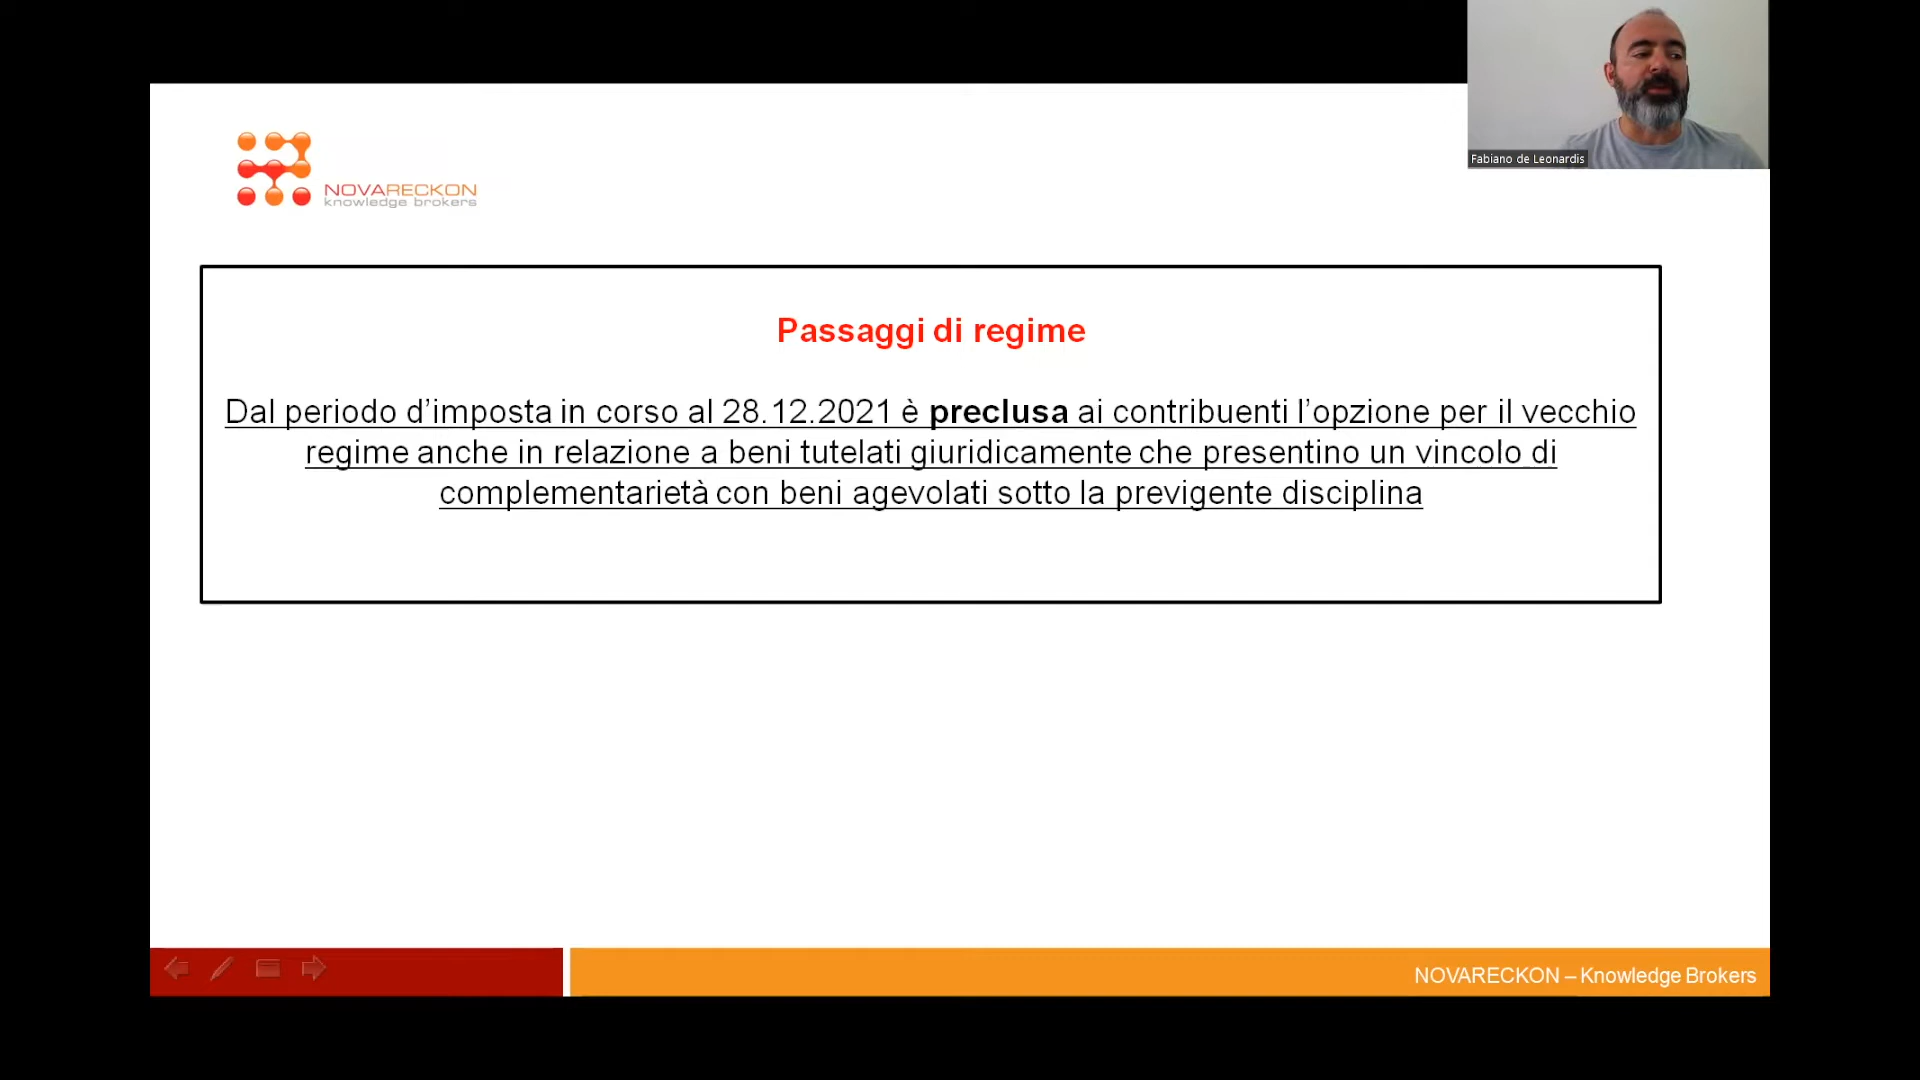 Fabiano de Leonardis
NOVARECKON
knowledge brokers
Passaggi di regime
Dal periodo d’imposta in corso al 28.12.2021 è preclusa ai contribuenti l’opzione per il vecchio
regime anche in relazione a beni tutelati giuridicamente che presentino un vincolo di
complementarietà con beni agevolati sotto la previgente disciplina
NOVARECKON – Knowledge Brokers